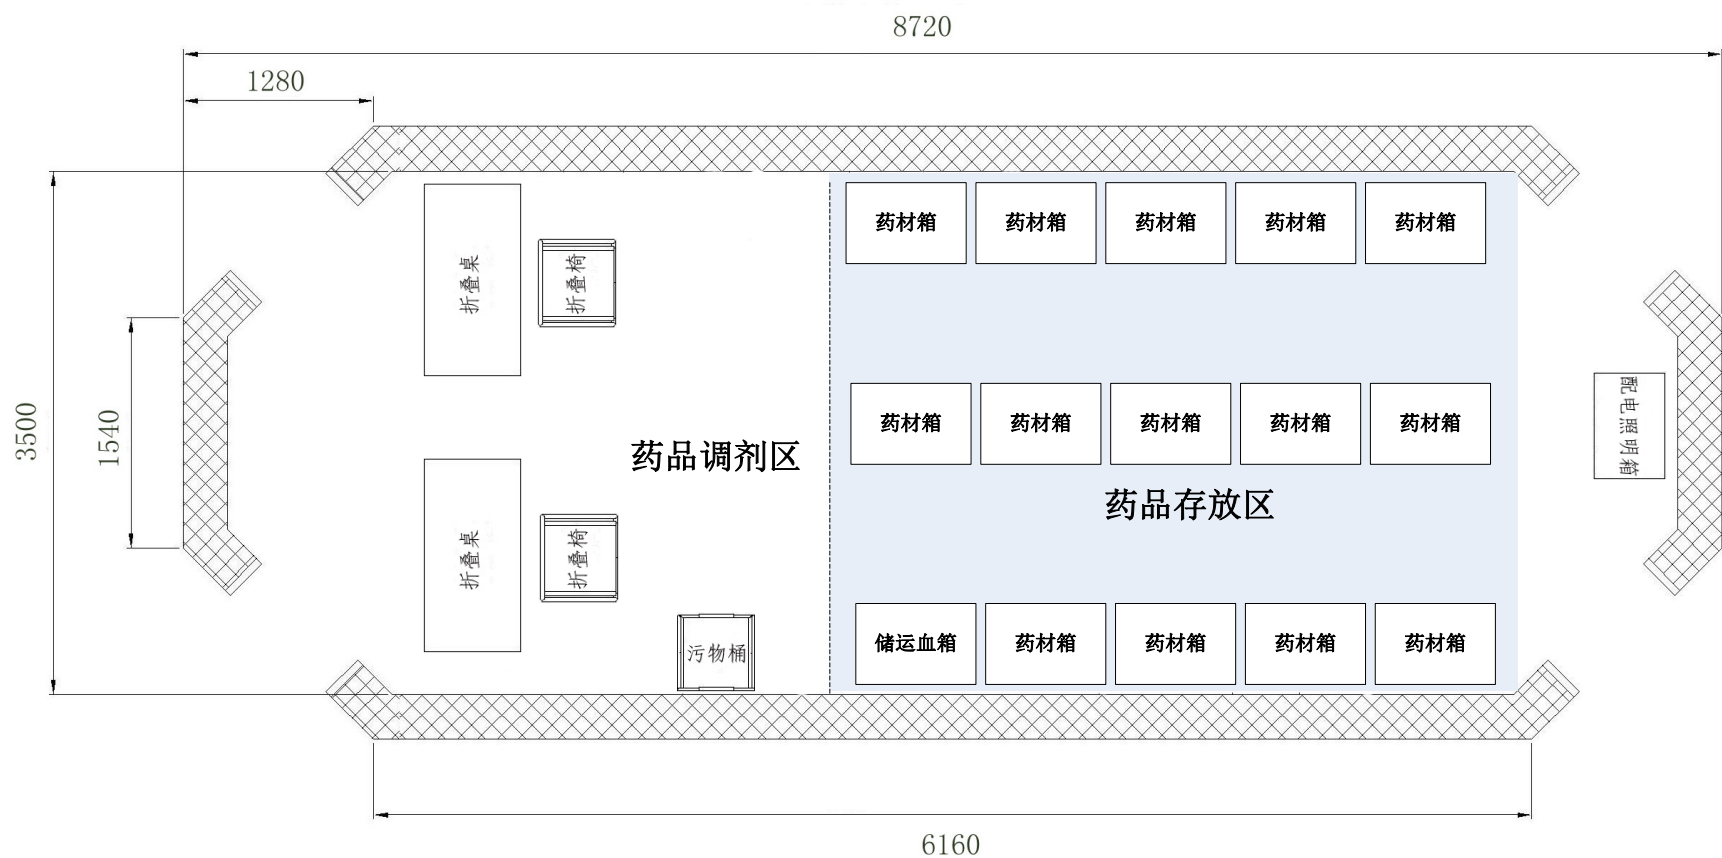 8720
1280
药材箱 药材箱 药材箱 药材箱 药材箱
折叠桌 折叠椅
3500
1540
药材箱 药材箱 药材箱 药材箱 药材箱
配电照明箱
药品调剂区
药品存放区
折叠桌 折叠椅
污物桶
储运血箱 药材箱 药材箱 药材箱 药材箱
6160